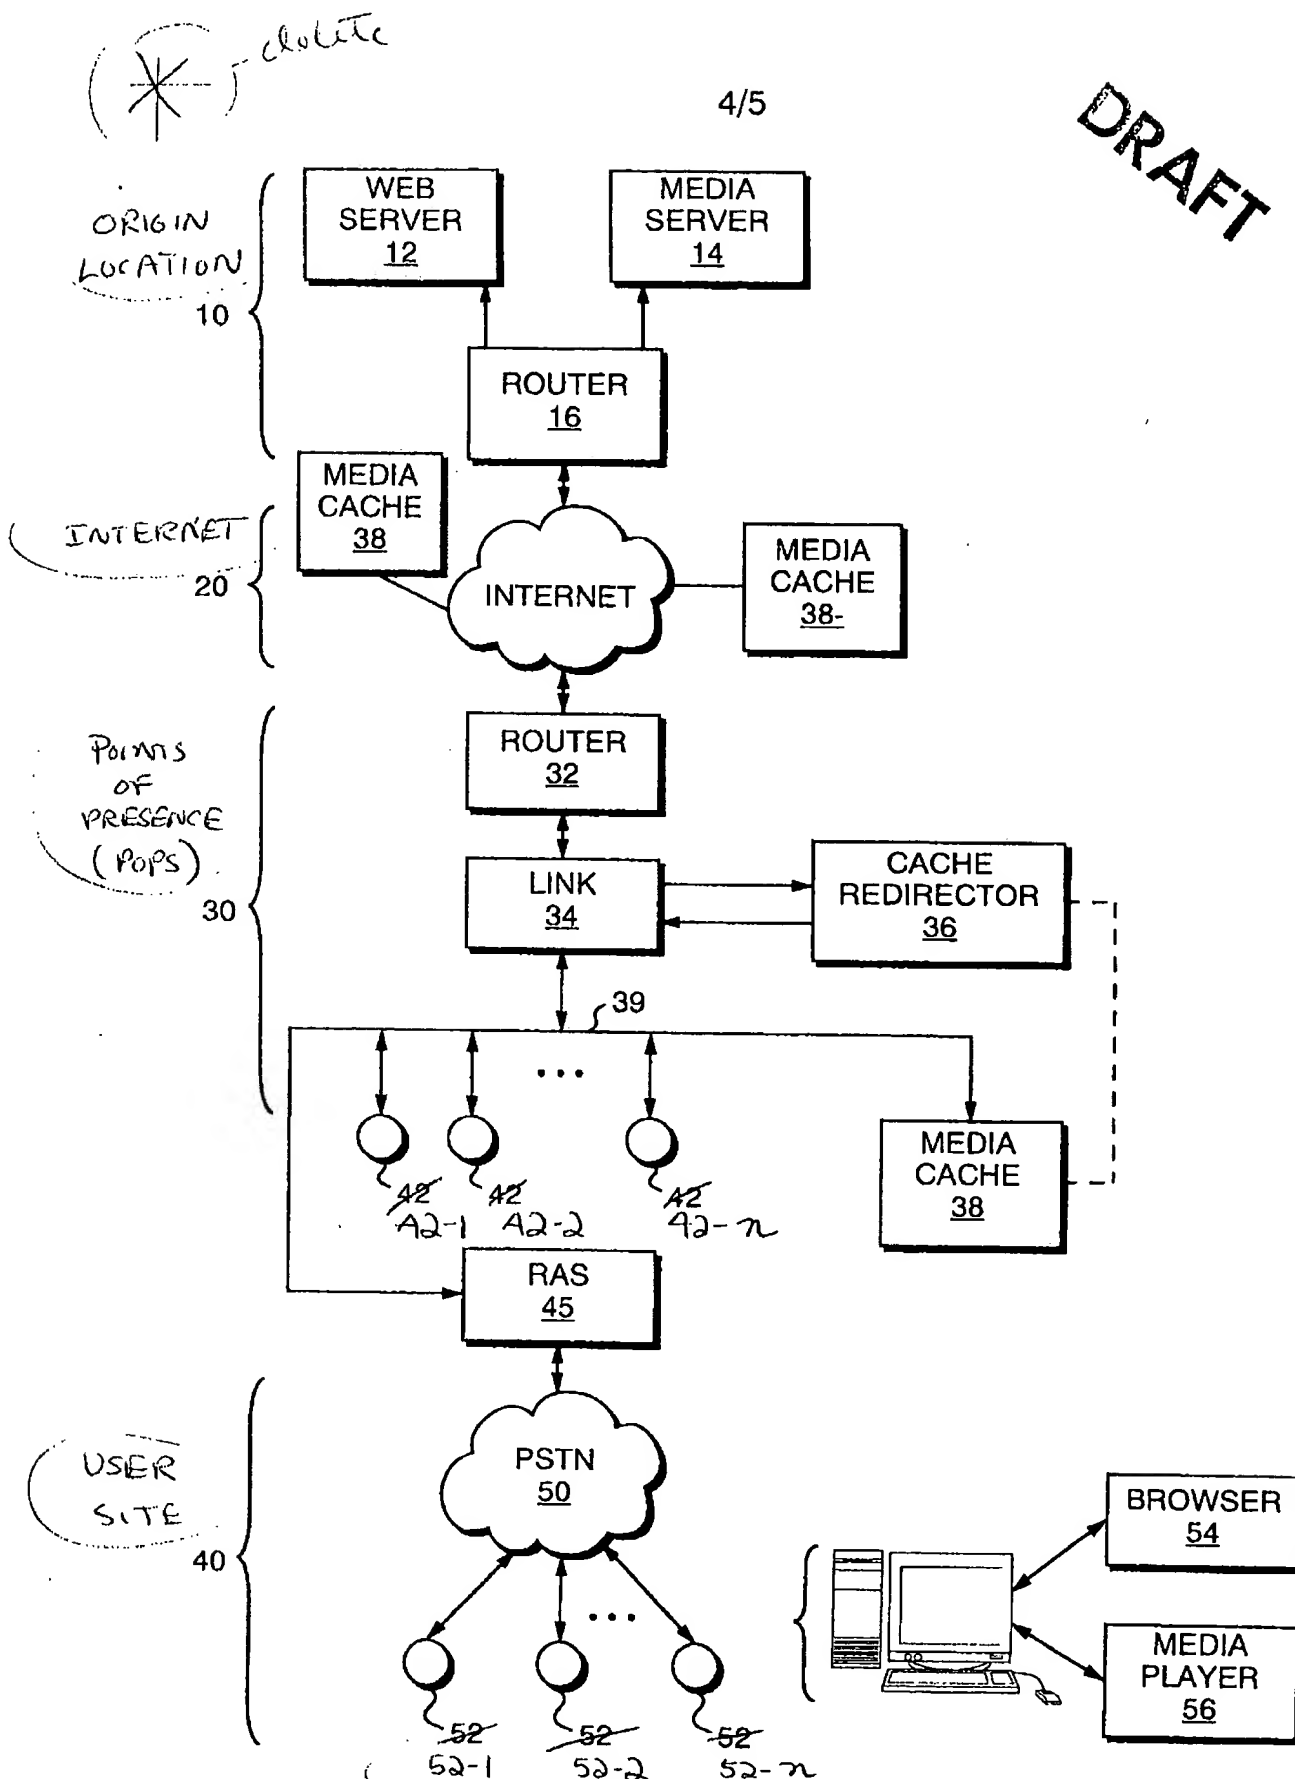 delete
4/5
DRAFT
WEB
SERVER
12
MEDIA
SERVER
14
ORIGIN
LOCATION
10
ROUTER
16
MEDIA
CACHE
38
INTERNET
20
INTERNET
MEDIA
CACHE
38-
POINTS
OF
PRESENCE
(POPS)
30
ROUTER
32
LINK
34
CACHE
REDIRECTOR
36
39
42
42
42
42-1
42-2
42-n
MEDIA
CACHE
38
RAS
45
PSTN
50
USER
SITE
40
BROWSER
54
MEDIA
PLAYER
56
52
52
52
52-1
52-2
52-n